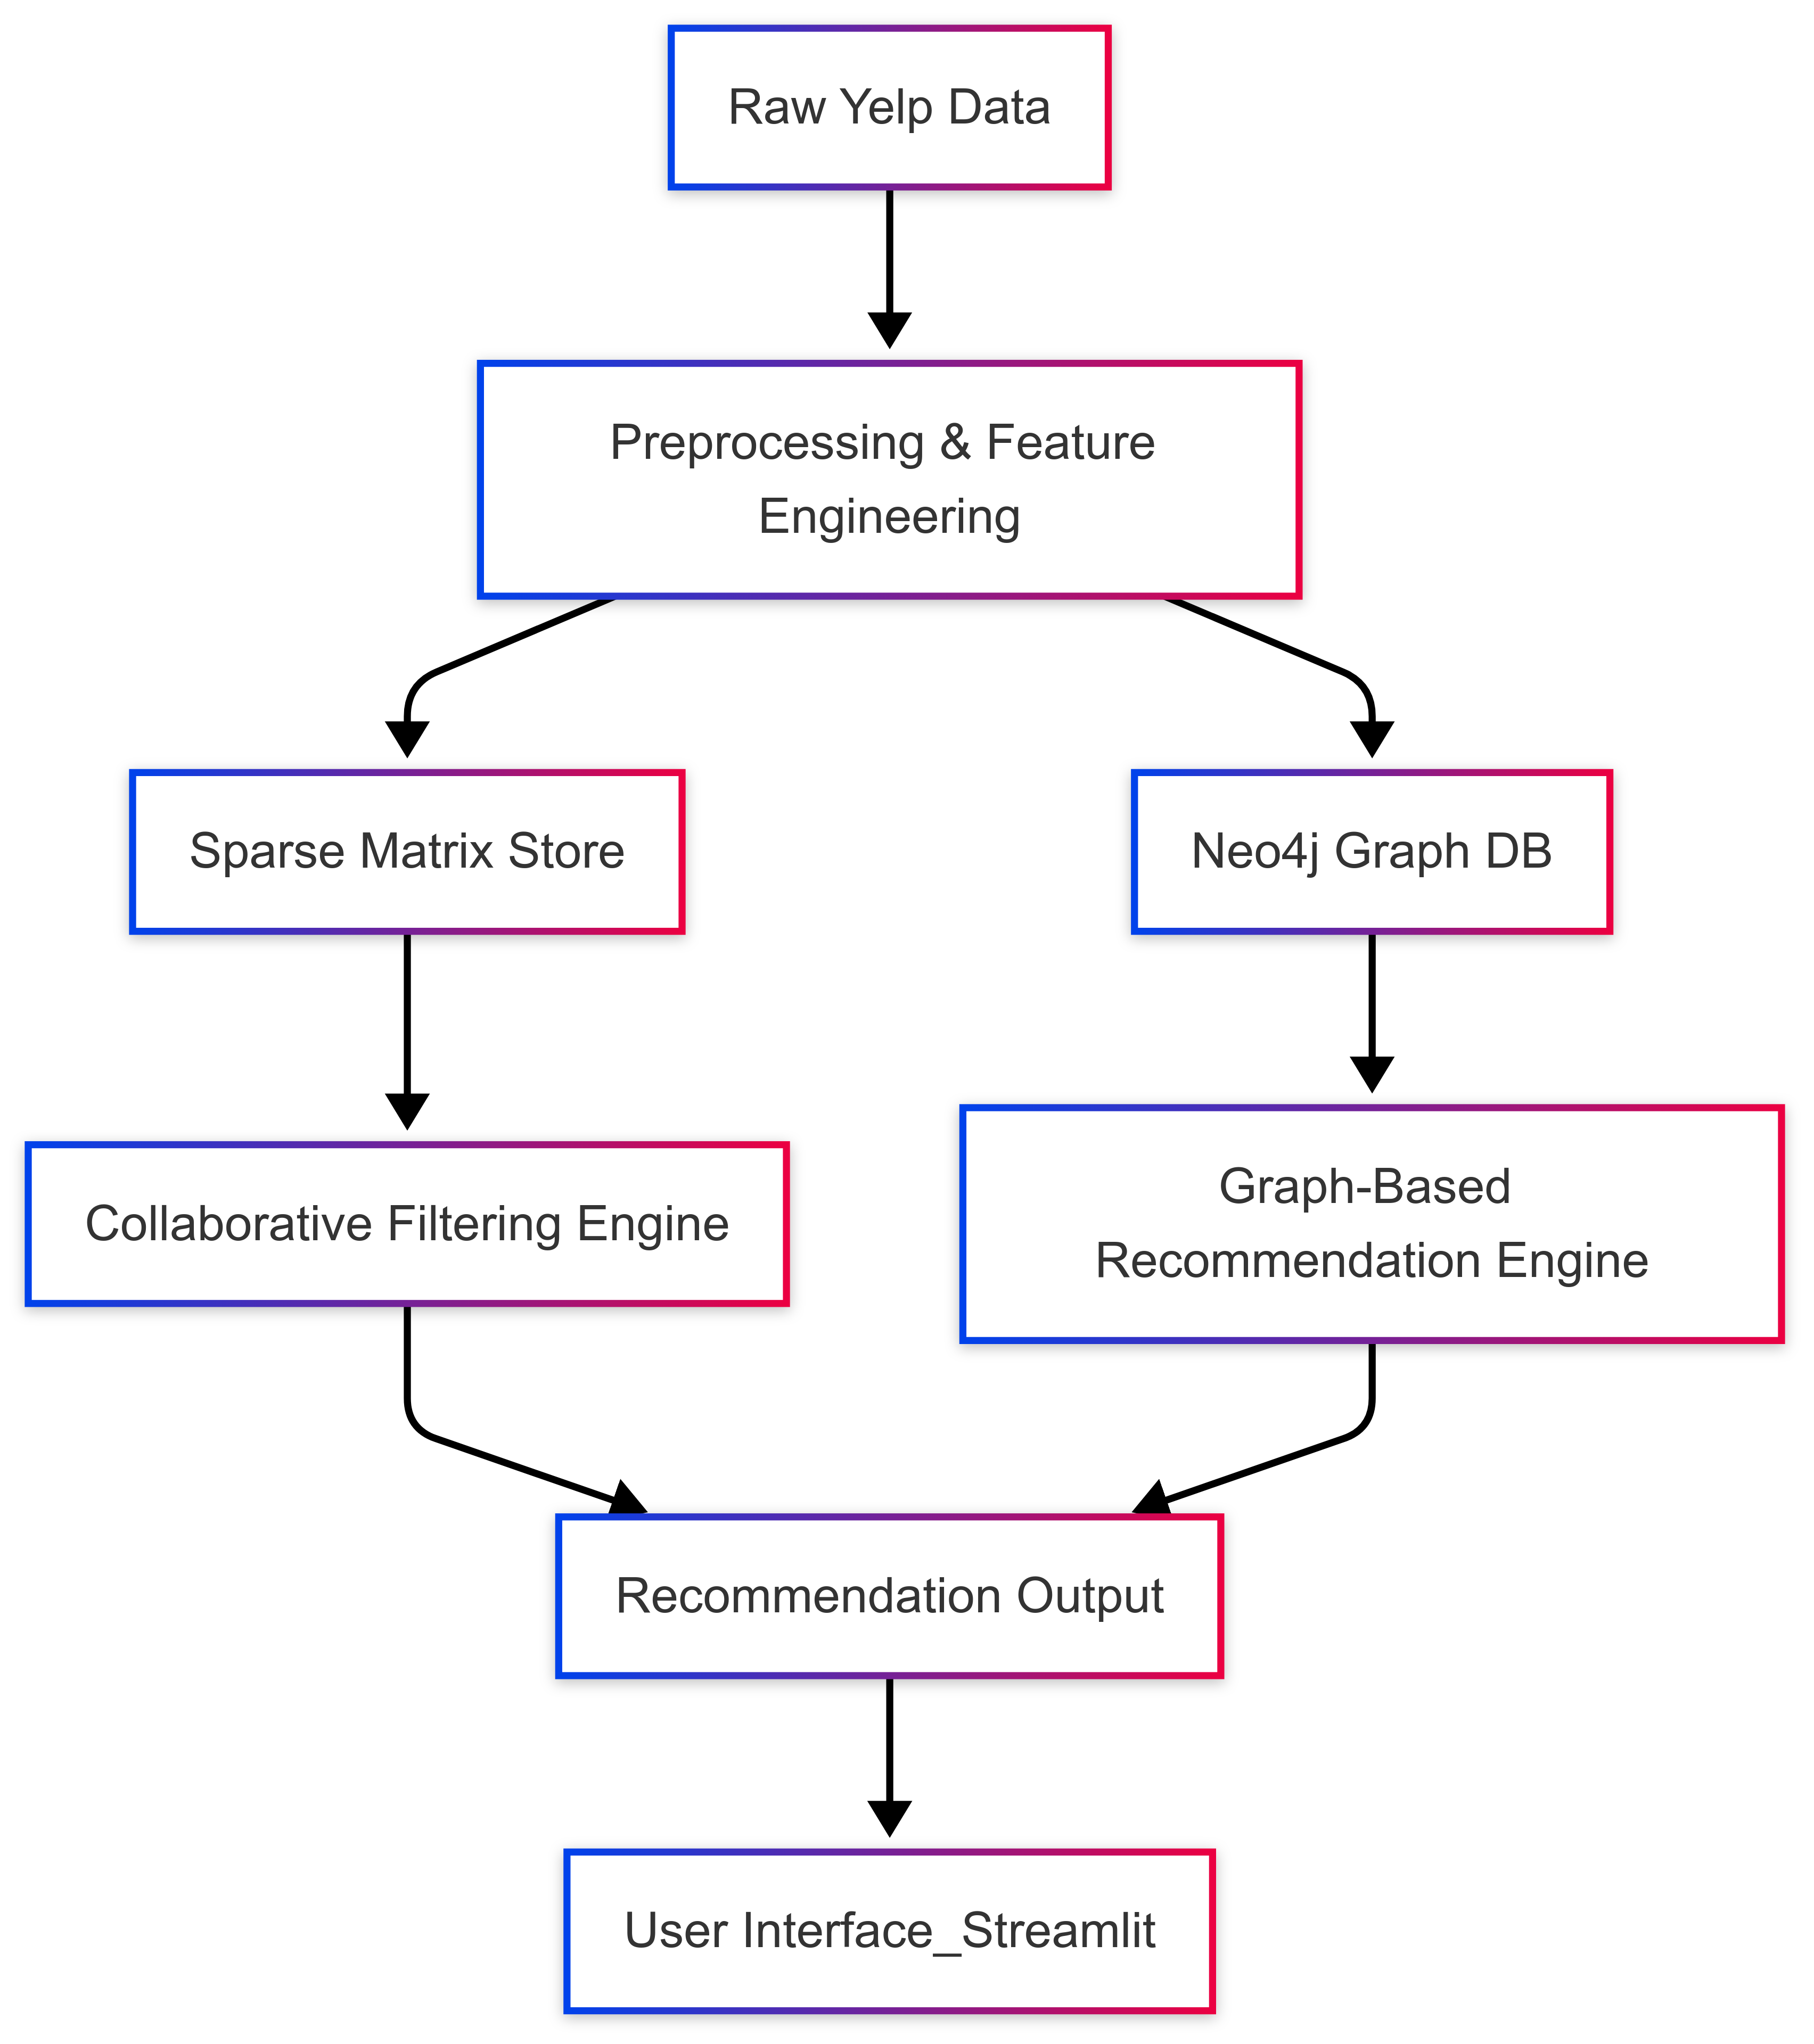 Raw Yelp Data
Preprocessing & Feature
Engineering
Sparse Matrix Store
Neo4j Graph DB
Collaborative Filtering Engine
Graph-Based
Recommendation Engine
Recommendation Output
User Interface_Streamlit